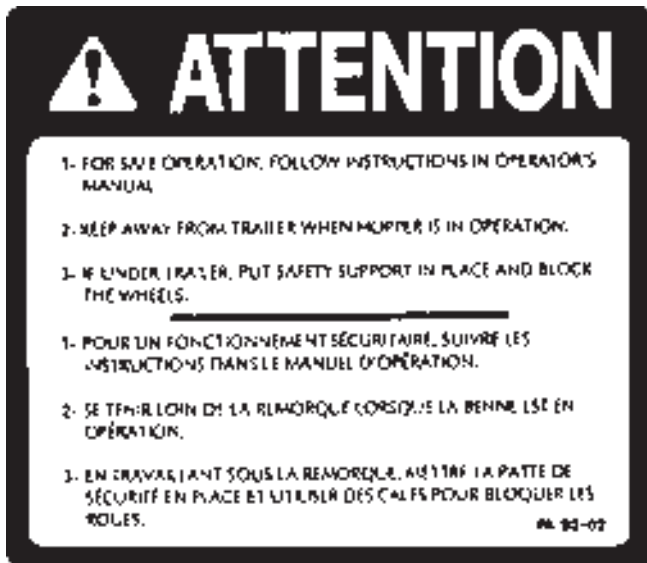 ATTENTION
1- FOR SAFE OPERATION, FOLLOW INSTRUCTIONS IN OPERATOR'S
MANUAL
2- KEEP AWAY FROM TRAILER WHEN HOPPER IS IN OPERATION.
3- IF UNDER TRAILER, PUT SAFETY SUPPORT IN PLACE AND BLOCK
THE WHEELS.
1- POUR UN FONCTIONNEMENT SÉCURITAIRE, SUIVRE LES
INSTRUCTIONS DANS LE MANUEL D'OPÉRATION.
2- SE TENIR LOIN DE LA REMORQUE LORSQUE LA BENNE EST EN
OPÉRATION.
3- EN TRAVAILLANT SOUS LA REMORQUE, METTRE LA PATTE DE
SÉCURITÉ EN PLACE ET UTILISER DES CALES POUR BLOQUER LES
ROUES.